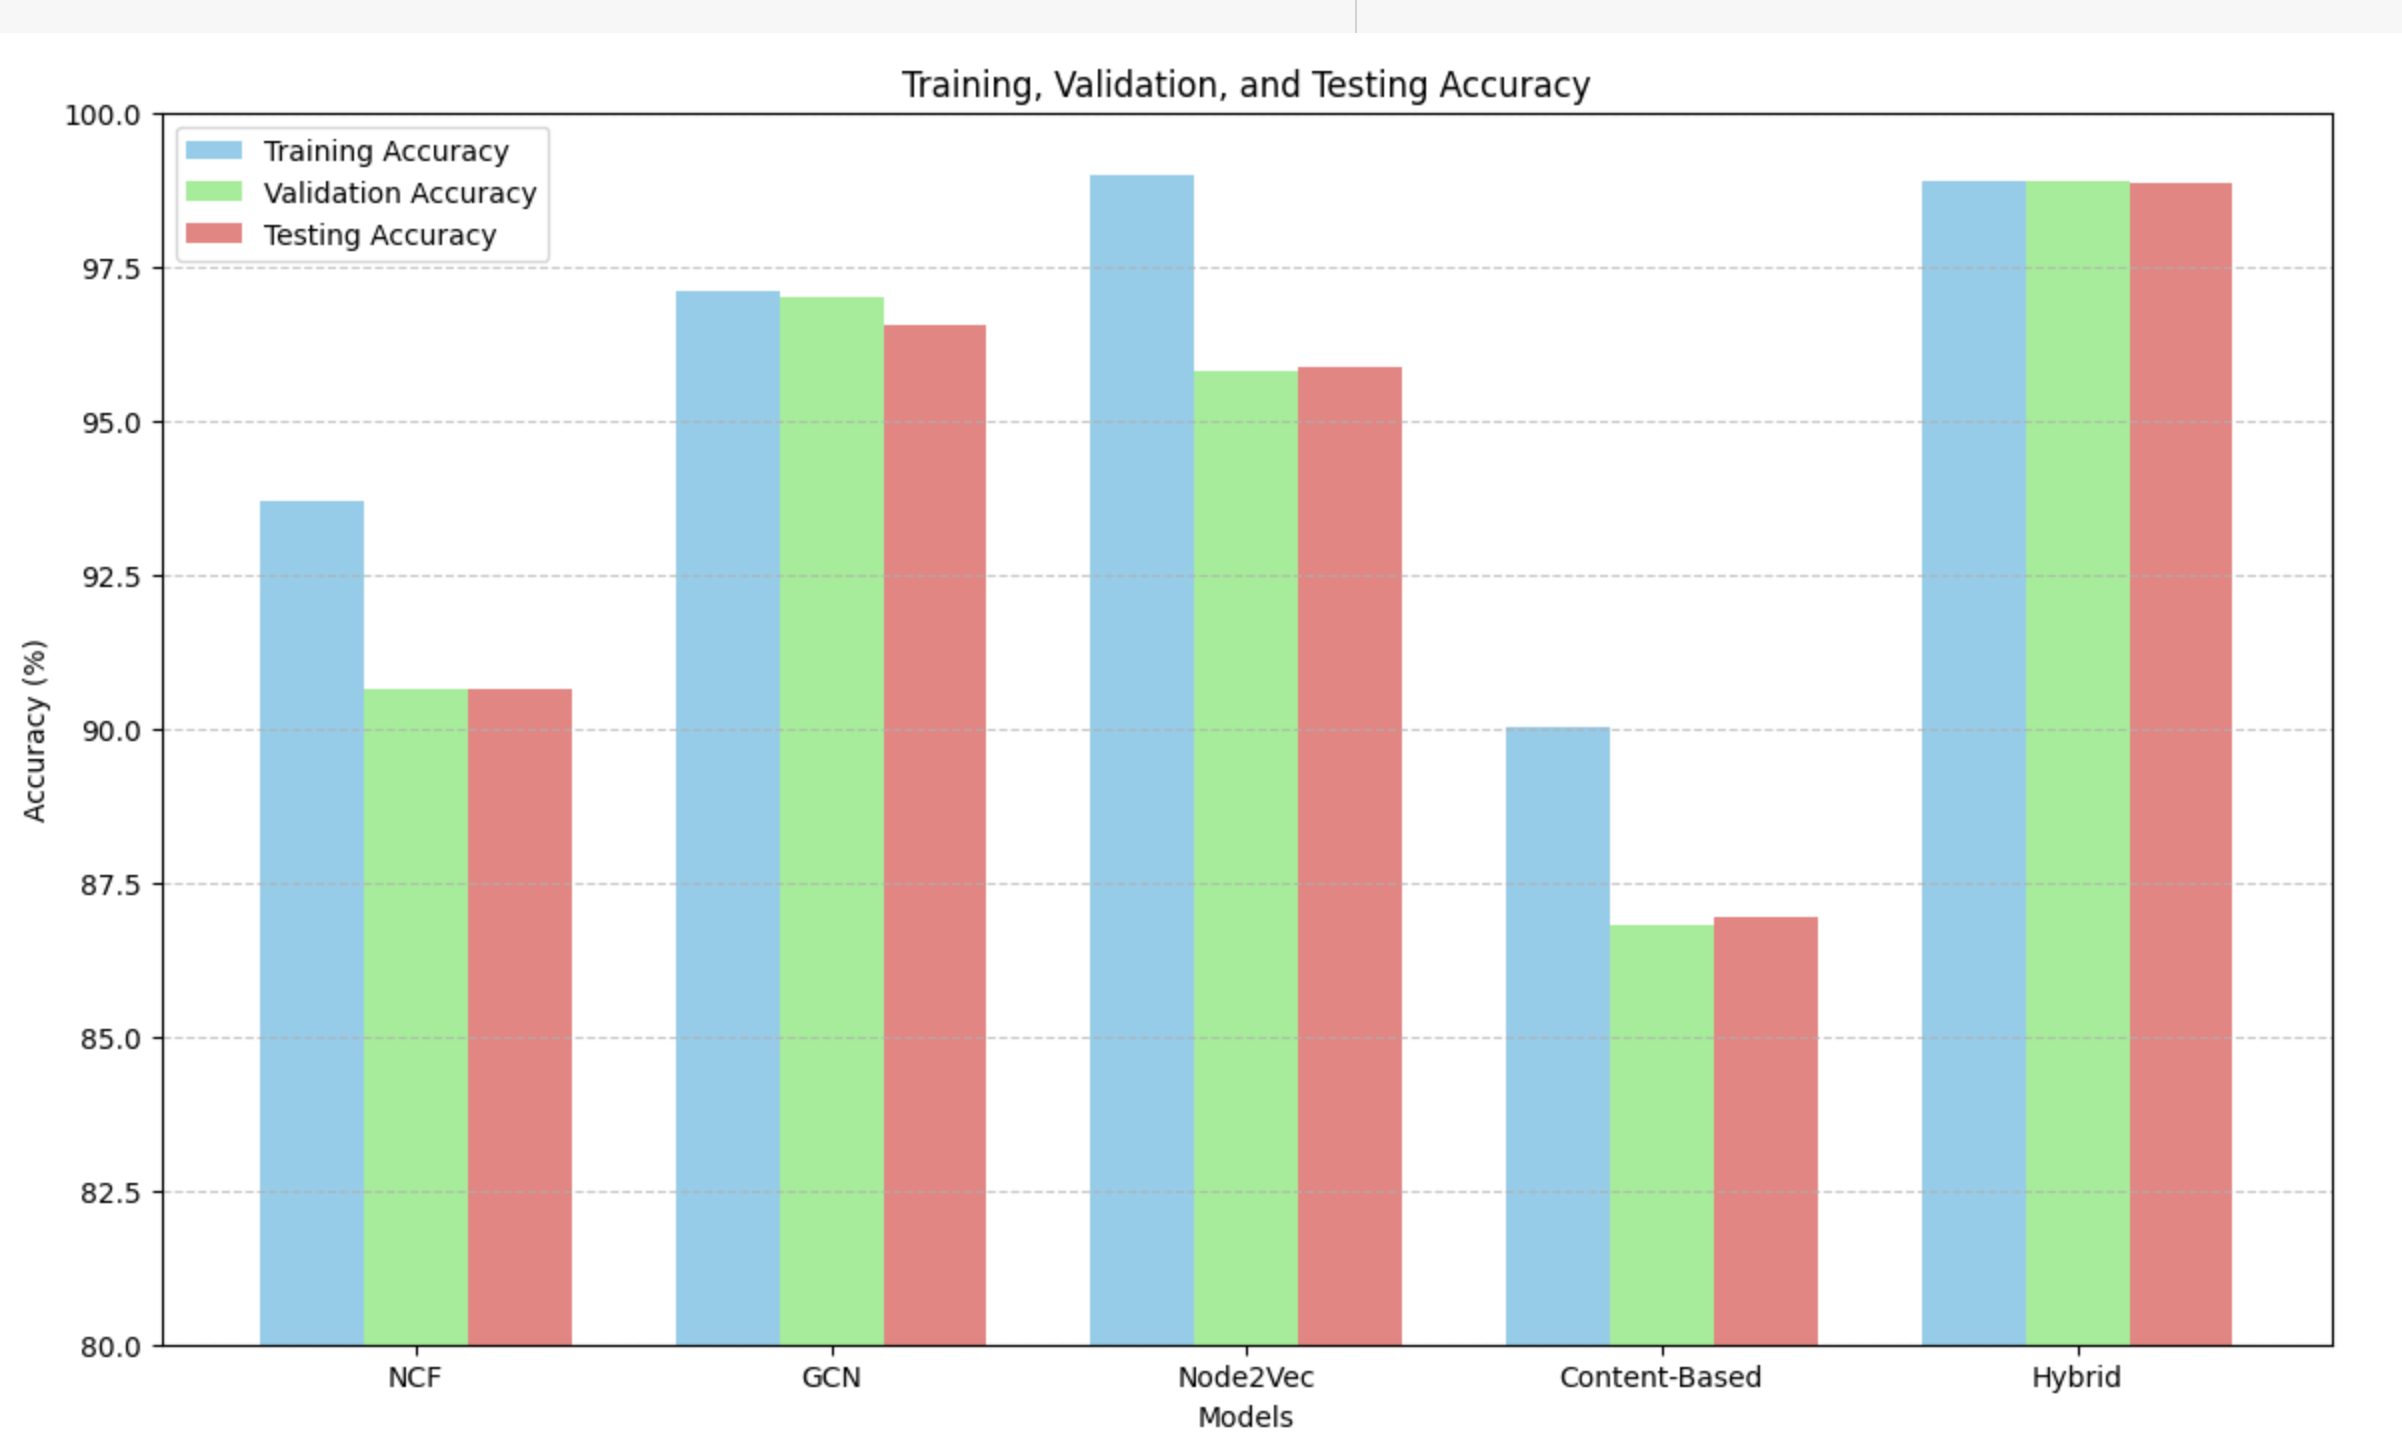 Training, Validation, and Testing Accuracy
Training Accuracy
Validation Accuracy
Testing Accuracy
Accuracy (%)
100.0
97.5
95.0
92.5
90.0
87.5
85.0
82.5
80.0
NCF
GCN
Node2Vec
Content-Based
Hybrid
Models